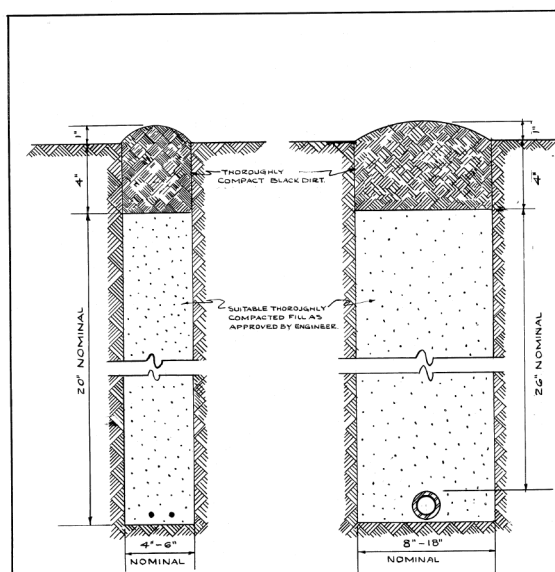 1"
4"
20" NOMINAL
THOROUGHLY
COMPACT BLACK DIRT.
SUITABLE THOROUGHLY
COMPACTED FILL AS
APPROVED BY ENGINEER
1"
4"
26" NOMINAL
4"-6"
NOMINAL
8"-18"
NOMINAL